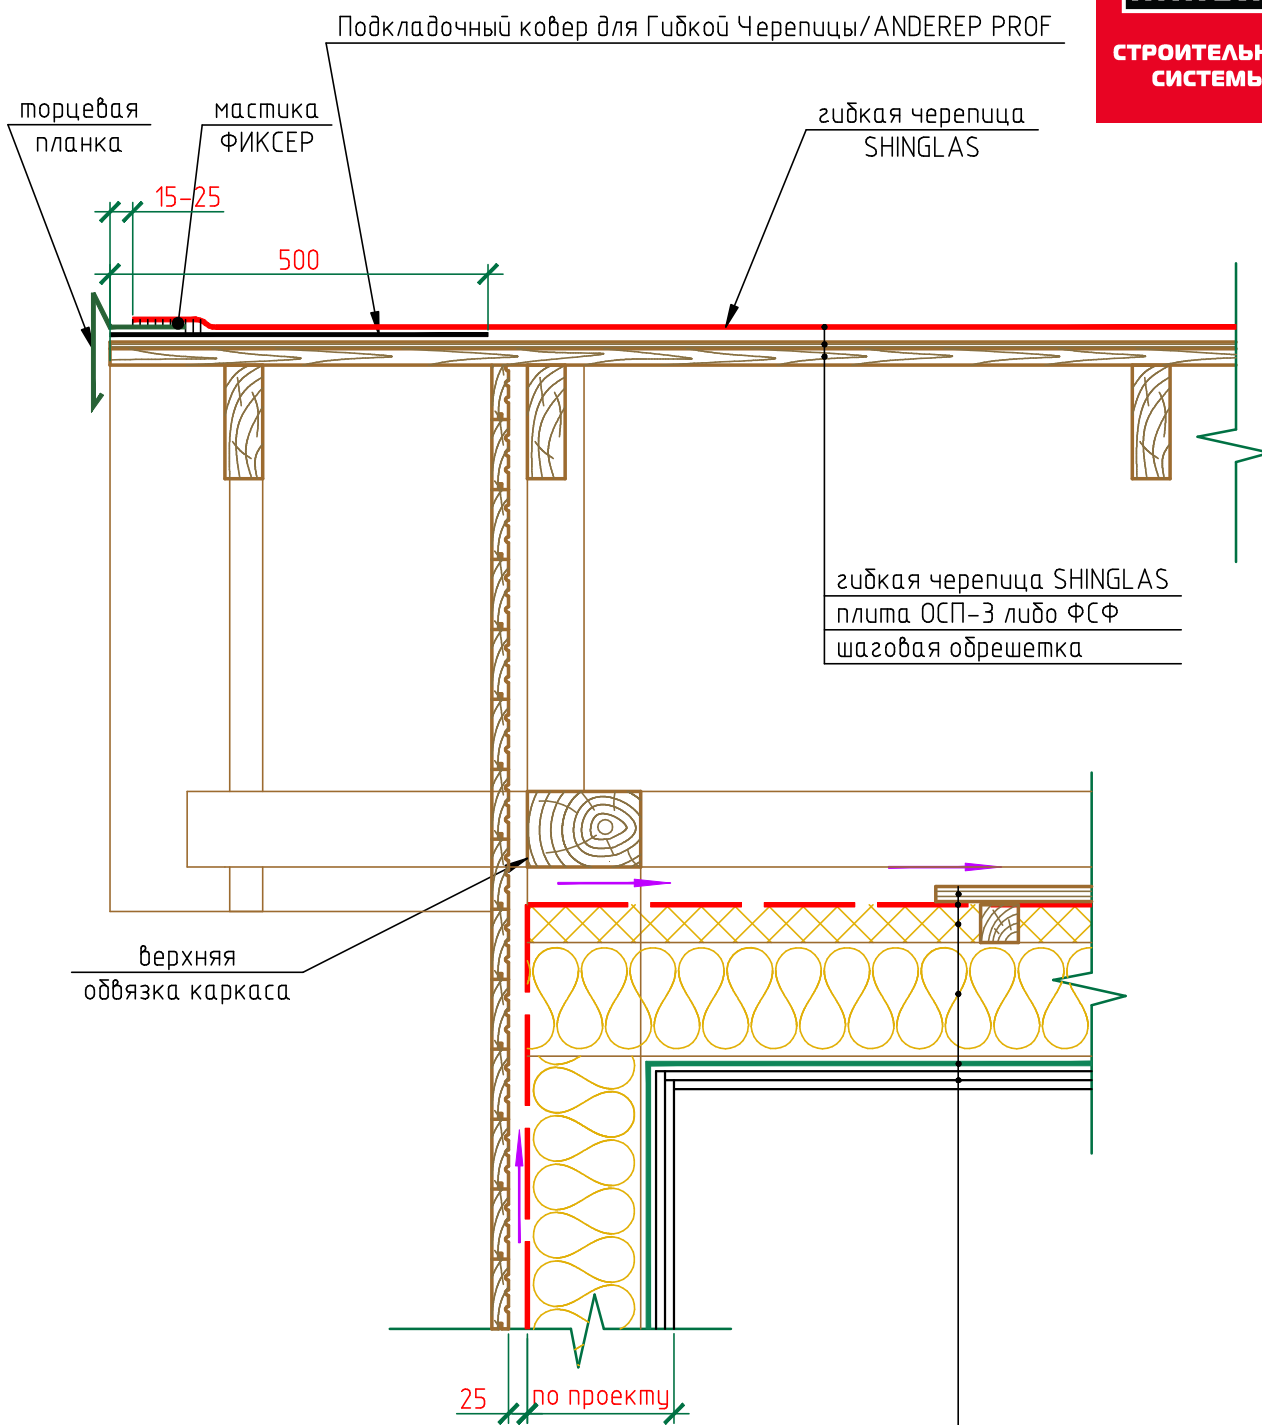 Подкладочный ковер для Гибкой Черепицы/ANDEREP PROF
СТРОИТЕЛЬН
СИСТЕМЫ
торцевая
планка
мастика
ФИКСЕР
гибкая черепица
SHINGLAS
15-25
500
гибкая черепица SHINGLAS
плита ОСП-3 либо ФСФ
шаговая обрешетка
верхняя
обвязка каркаса
25
по проекту